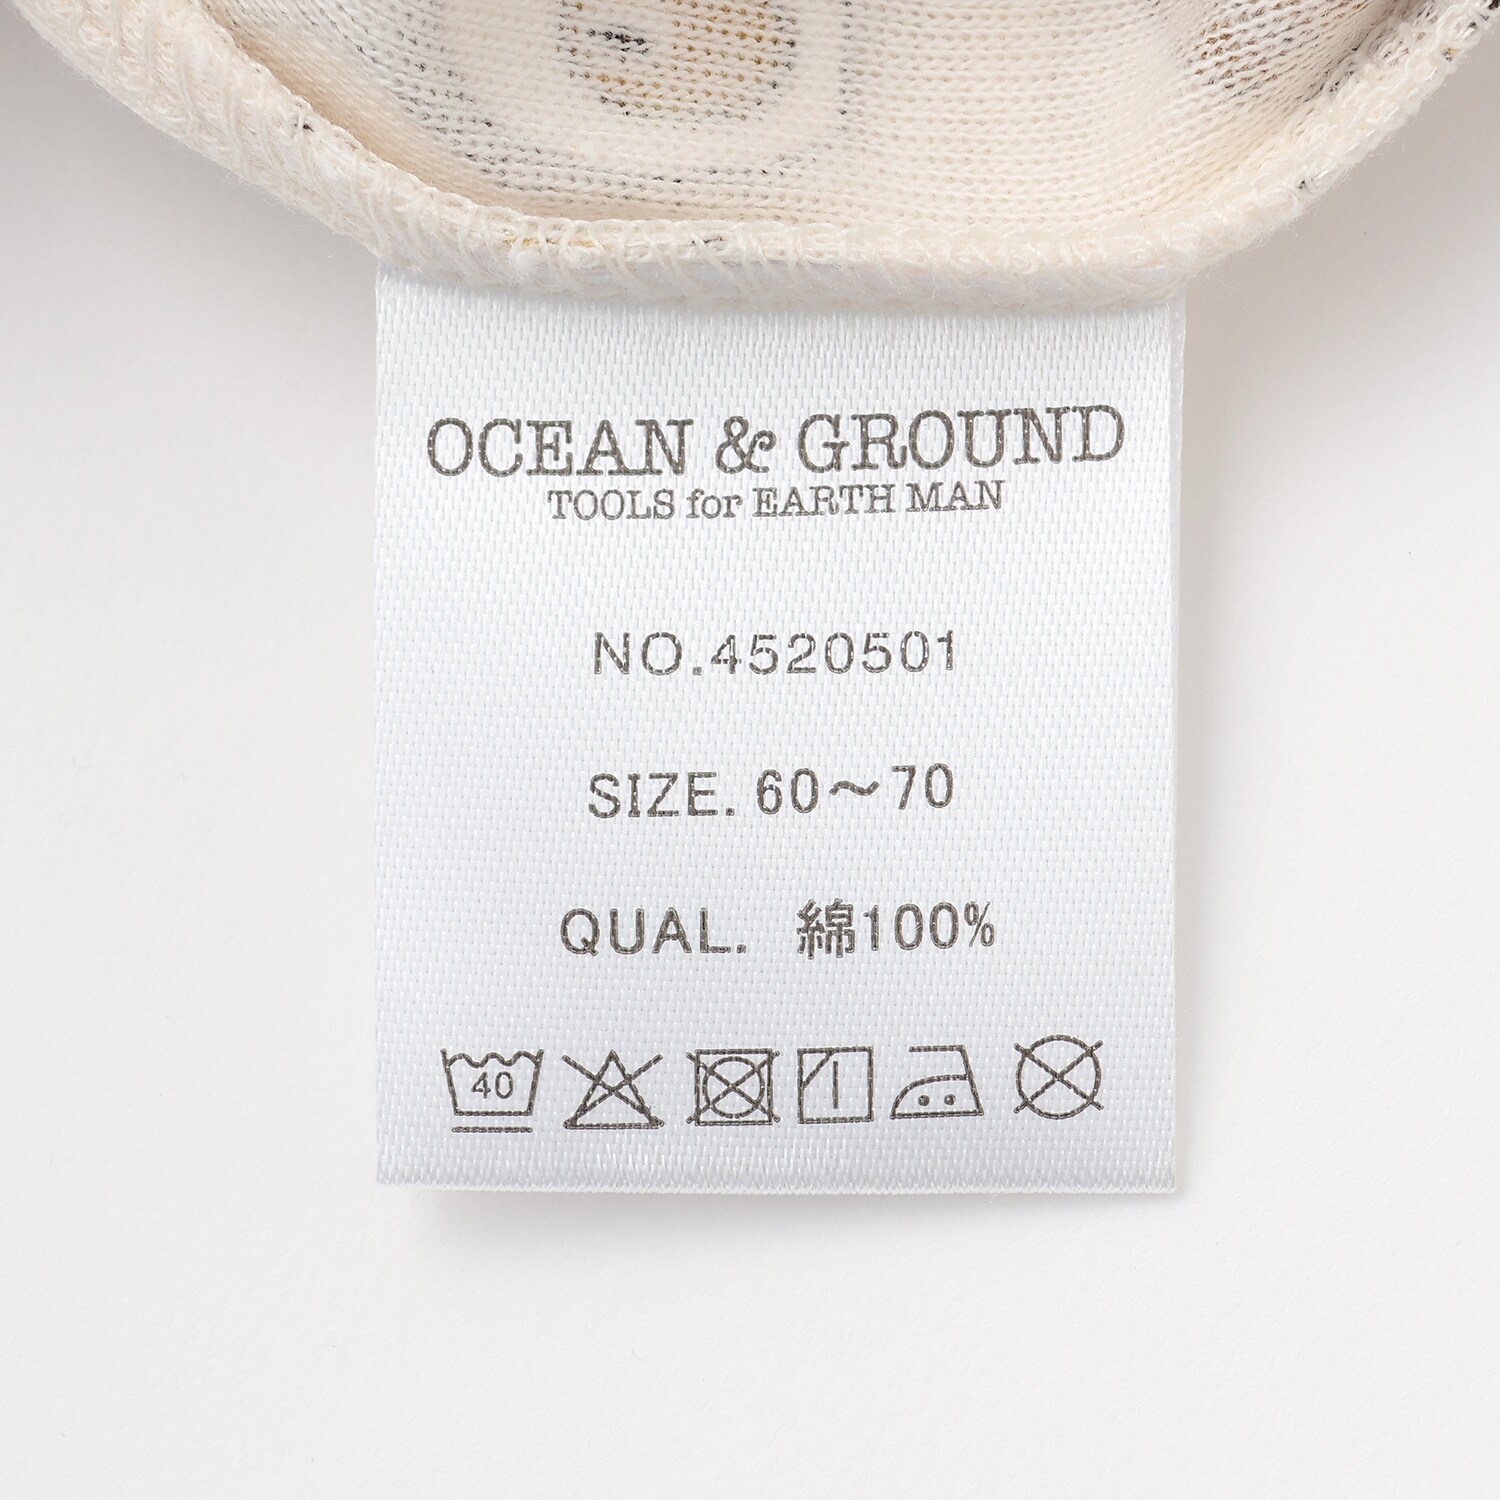 OCEAN & GROUND
TOOLS for EARTH MAN
NO.4520501
SIZE. 60〜70
QUAL. 綿100%
40